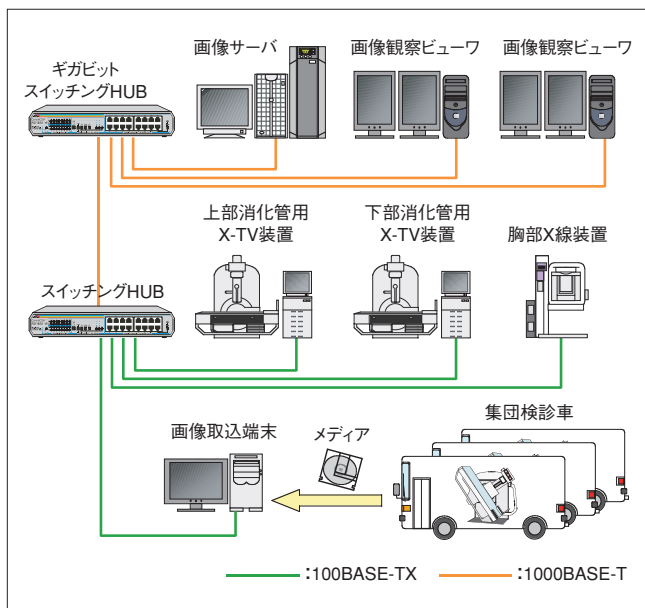 画像サーバ
画像観察ビューワ
画像観察ビューワ
ギガビット
スイッチングHUB
上部消化管用
X-TV装置
下部消化管用
X-TV装置
胸部X線装置
スイッチングHUB
画像取込端末
メディア
集団検診車
:100BASE-TX
:1000BASE-T